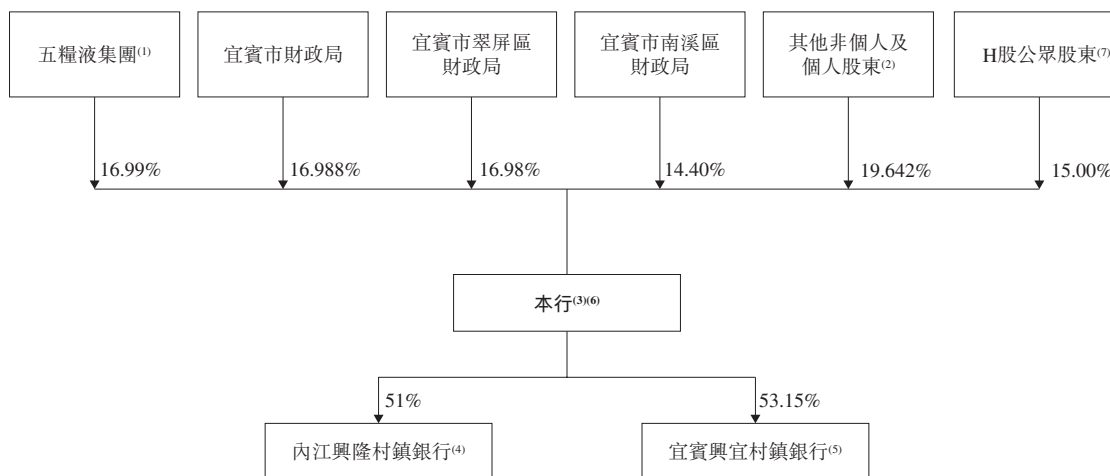 五糧液集團(1)
宜賓市財政局
宜賓市翠屏區
財政局
宜賓市南溪區
財政局
其他非個人及
個人股東(2)
H股公眾股東(7)
16.99%
16.988%
16.98%
14.40%
19.642%
15.00%
本行(3)(6)
51%
53.15%
內江興隆村鎮銀行(4)
宜賓興宜村鎮銀行(5)